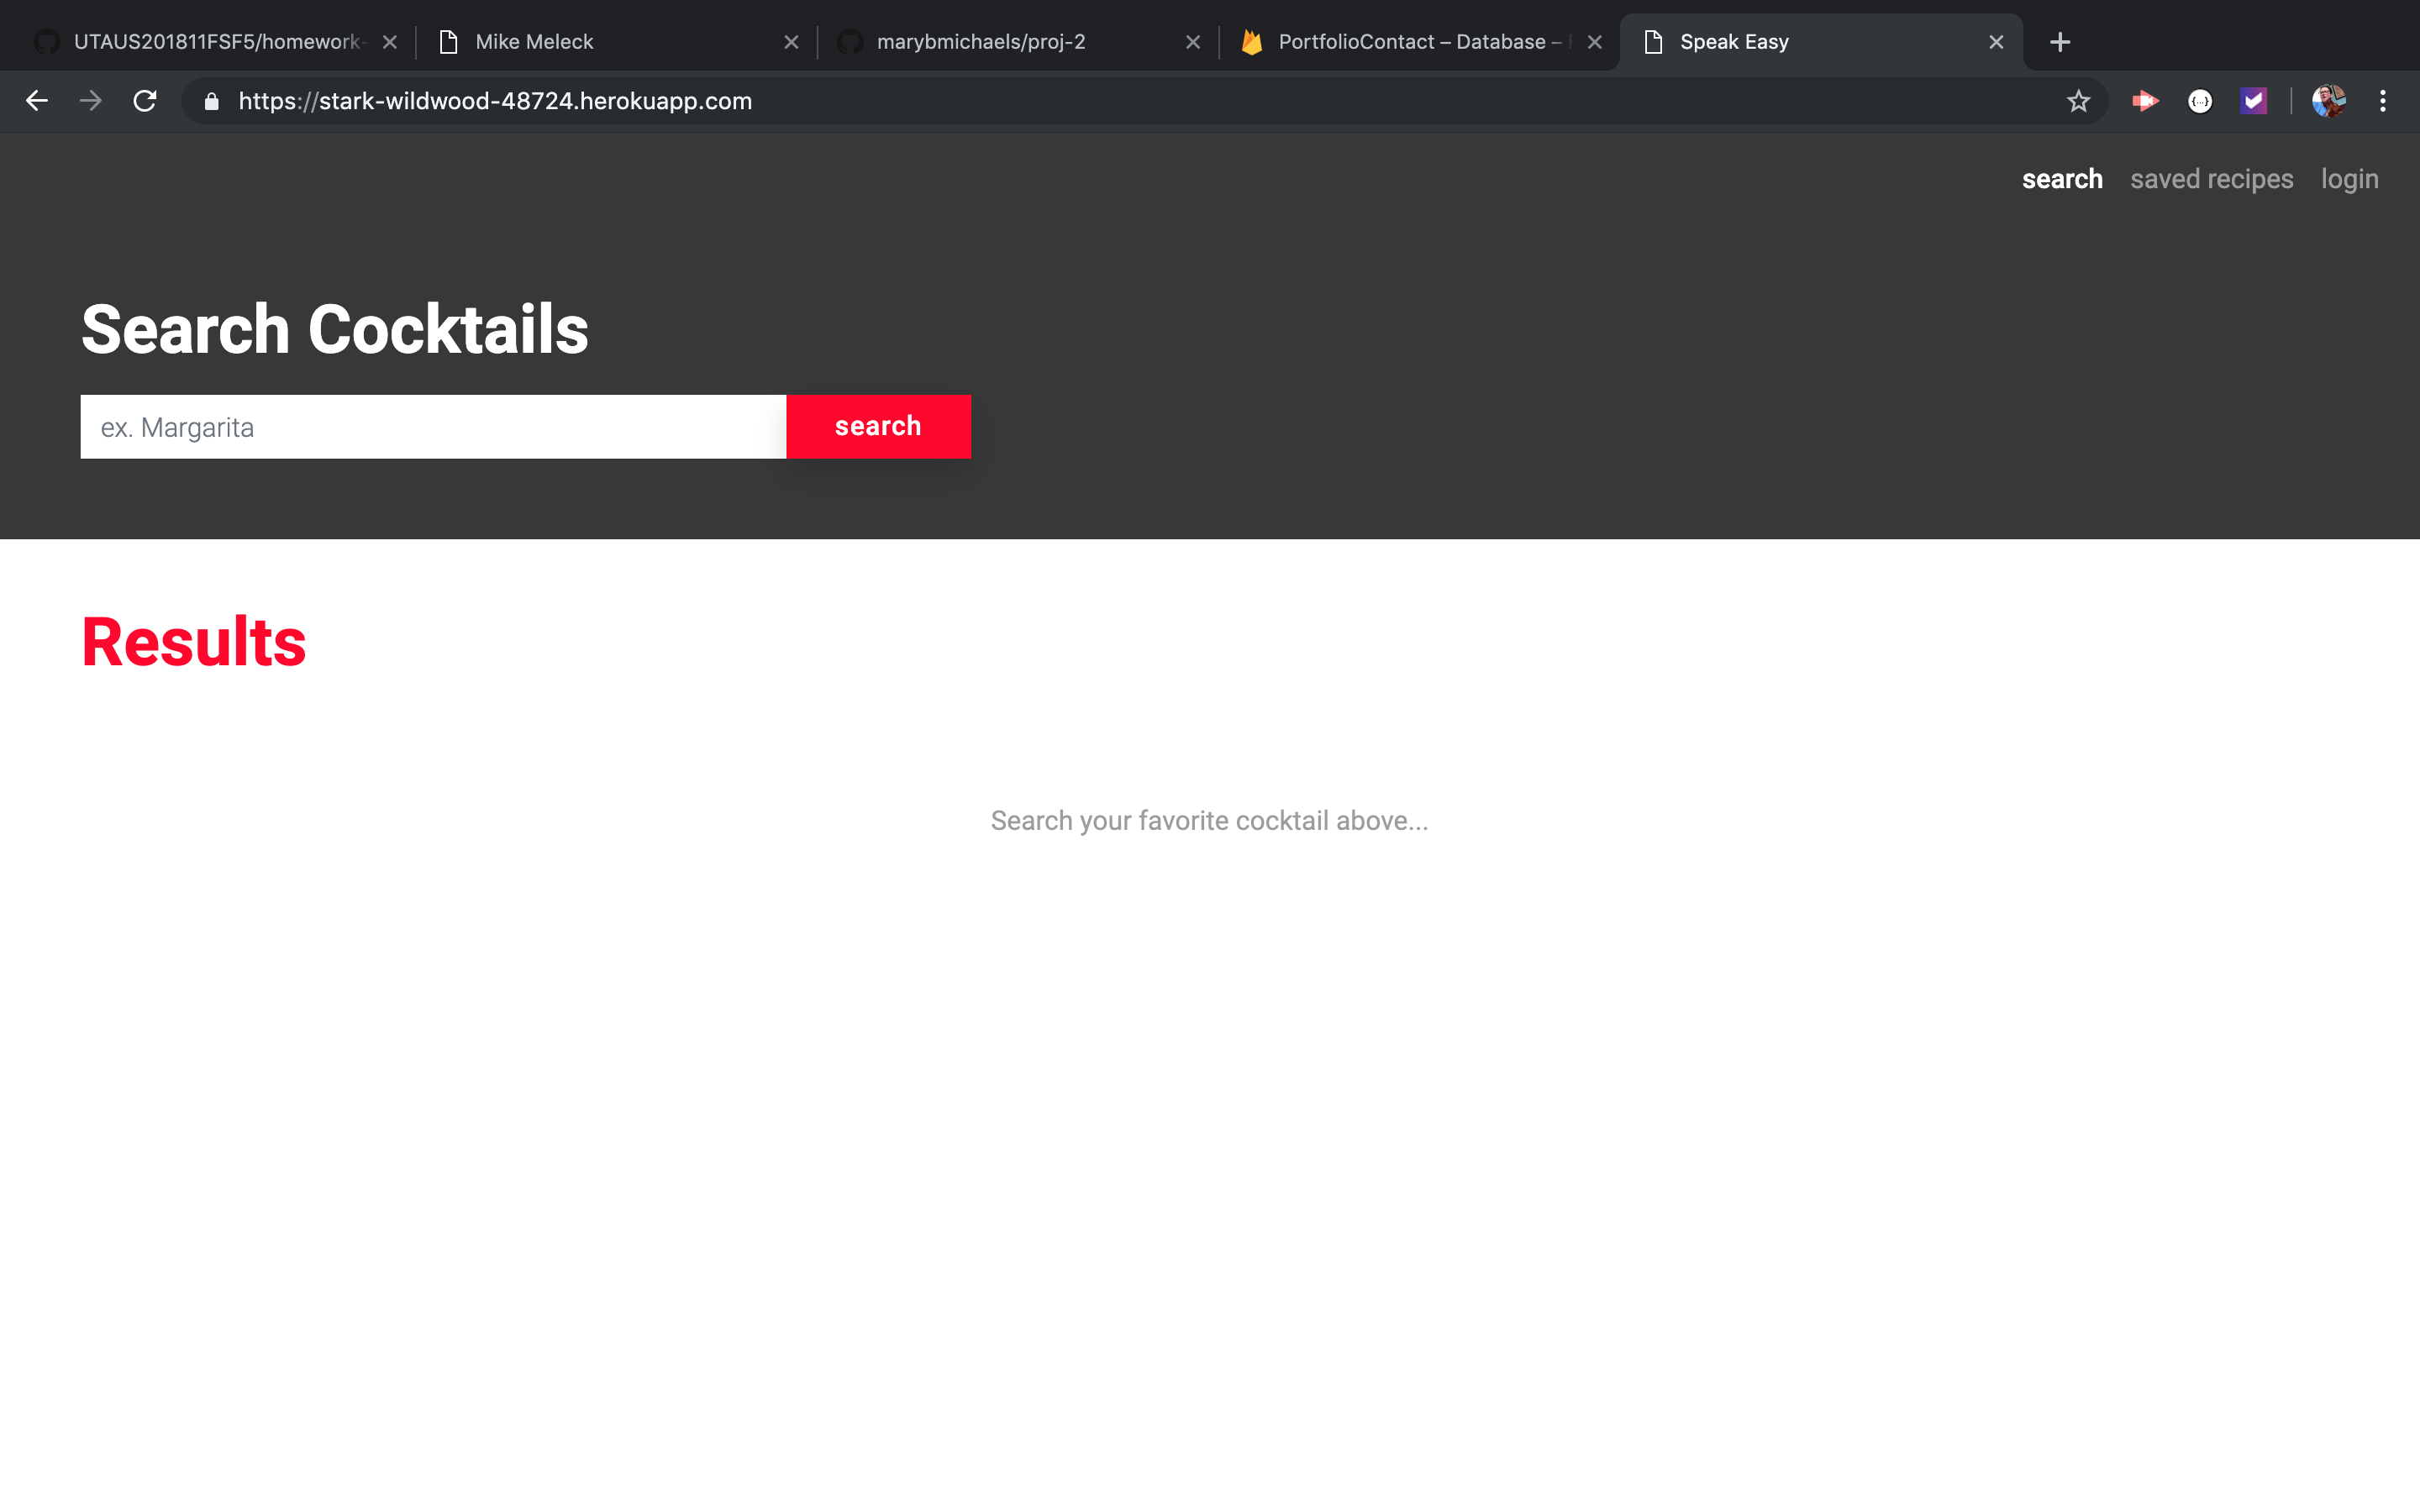 UTAUS201811FSF5/homework-
Mike Meleck
marybmichaels/proj-2
PortfolioContact – Database –
Speak Easy
https://stark-wildwood-48724.herokuapp.com
search saved recipes login
Search Cocktails
ex. Margarita
search
Results
Search your favorite cocktail above...